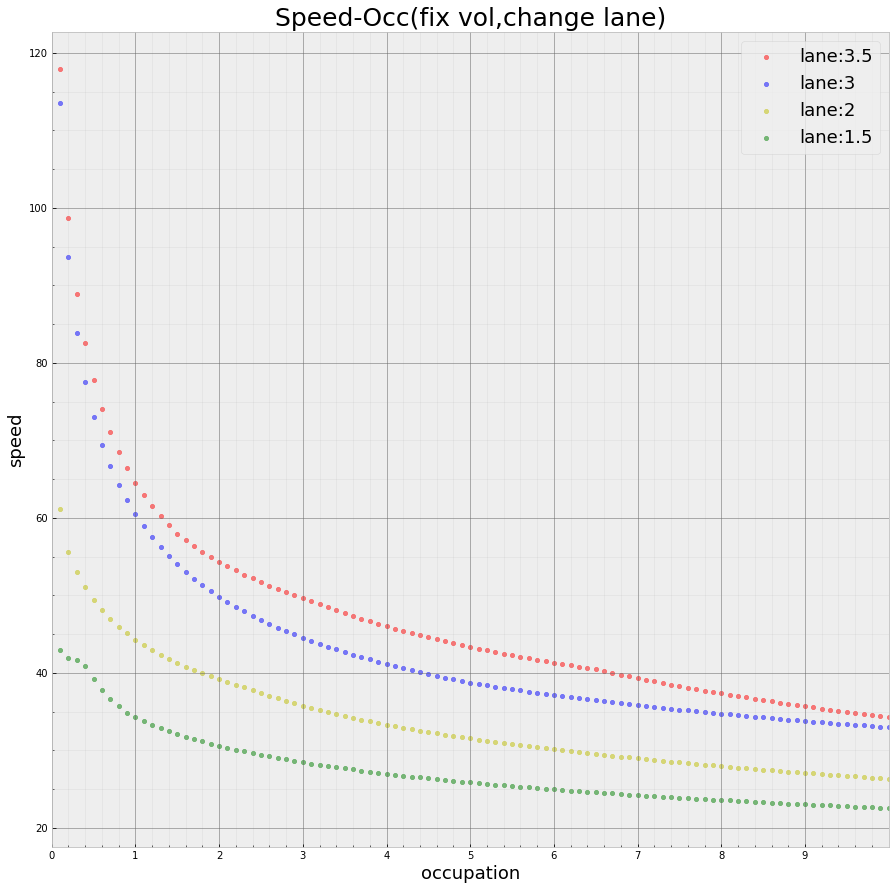 Speed-Occ(fix vol,change lane)
lane:3.5
lane:3
lane:2
lane:1.5
120
100
80
60
40
20
speed
0 1 2 3 4 5 6 7 8 9
occupation